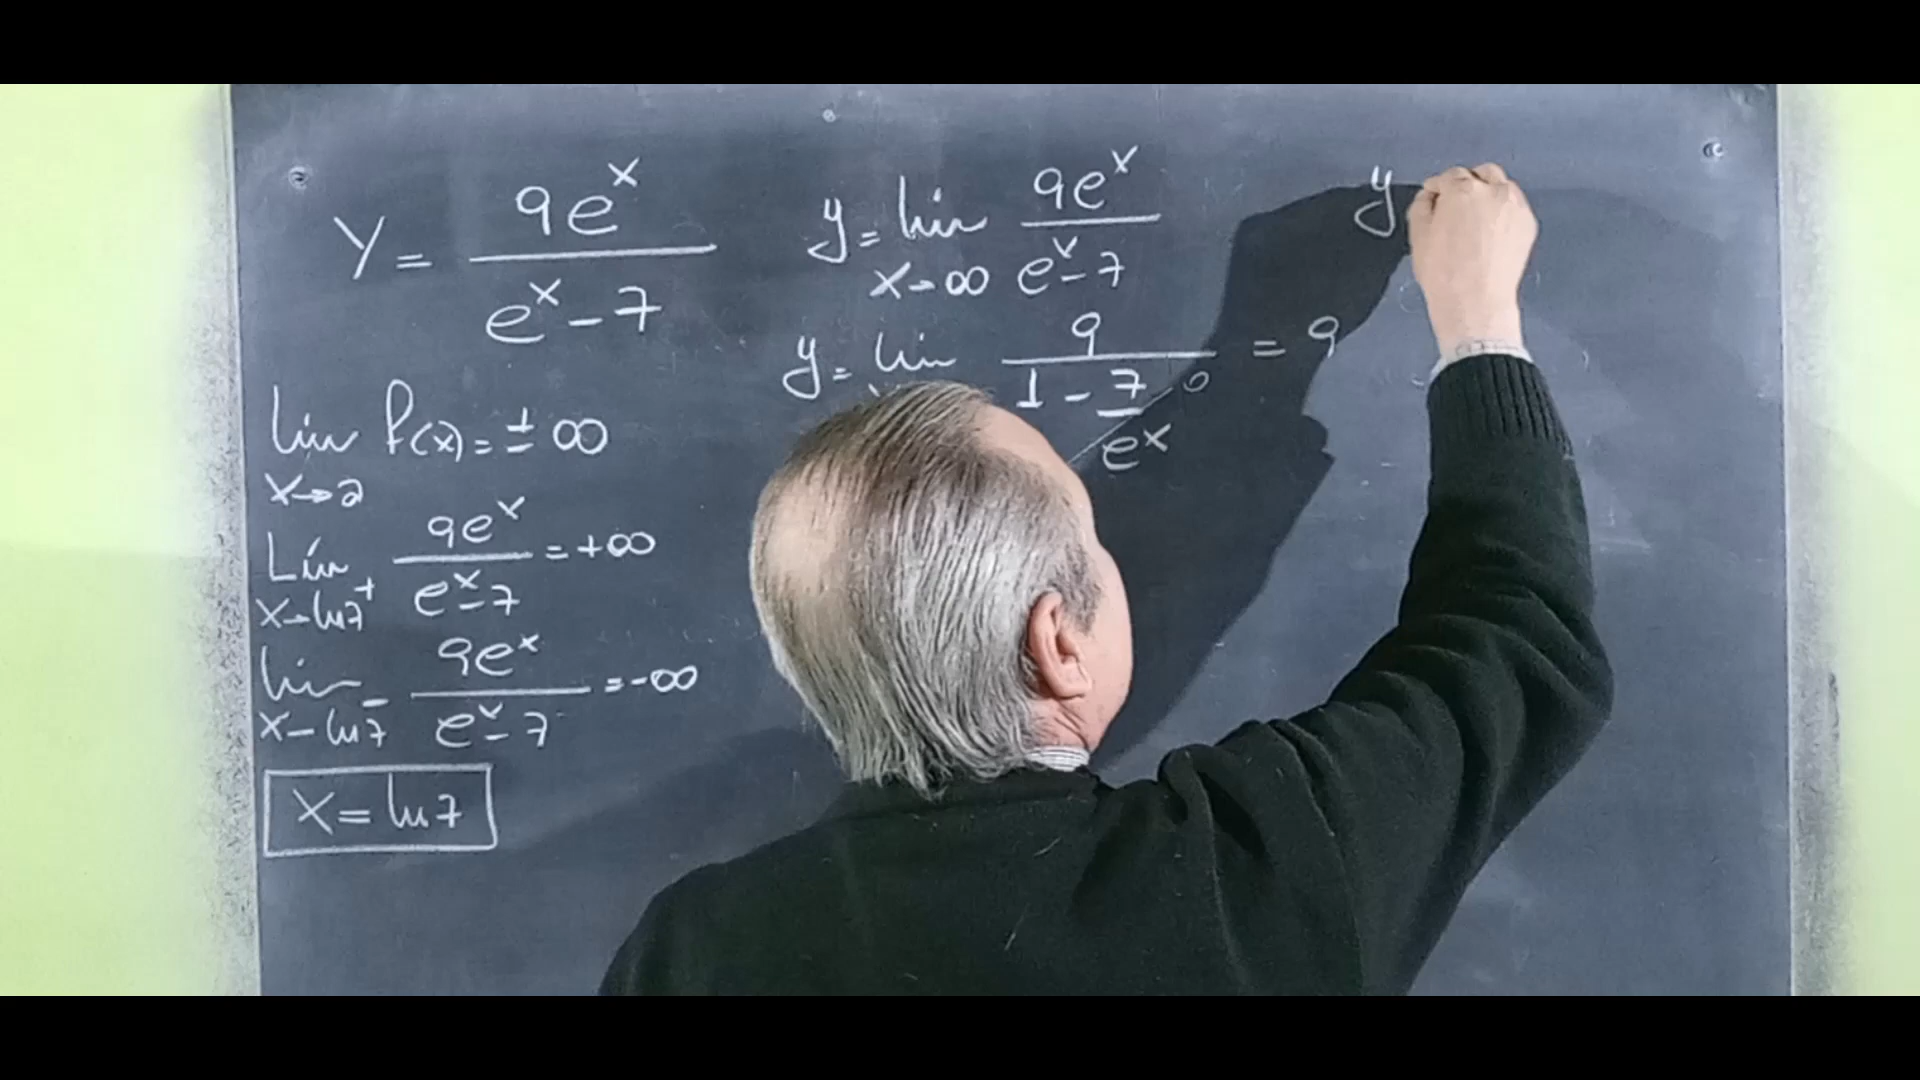 Y = 9e^x / (e^x - 7)
lim f(x) = ± ∞
x→a
Lim 9e^x / (e^x - 7) = +∞
x→ln7^+
lim 9e^x / (e^x - 7) = -∞
x→ln7^-
X = ln7
y = lim 9e^x / (e^x - 7)
x→∞
y = lim 9 / (1 - 7/e^x) = 9
0
y